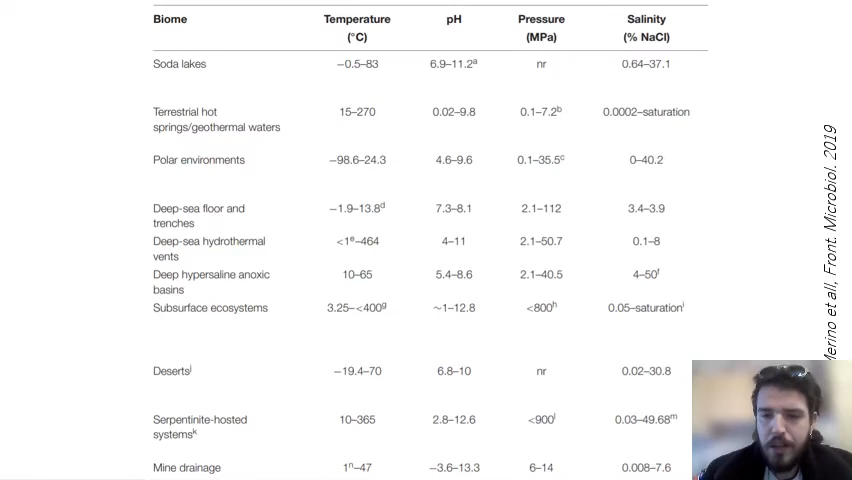 Biome Temperature pH Pressure Salinity
(°C) (MPa) (% NaCl)
Soda lakes −0.5–83 6.9–11.2a nr 0.64–37.1
Terrestrial hot 15–270 0.02–9.8 0.1–7.2b 0.0002–saturation
springs/geothermal waters
Polar environments −98.6–24.3 4.6–9.6 0.1–35.5c 0–40.2
Deep-sea floor and −1.9–13.8d 7.3–8.1 2.1–112 3.4–3.9
trenches
Deep-sea hydrothermal <1e–464 4–11 2.1–50.7 0.1–8
vents
Deep hypersaline anoxic 10–65 5.4–8.6 2.1–40.5 4–50f
basins
Subsurface ecosystems 3.25–<400g ~1–12.8 <800h 0.05–saturationi
Desertsj −19.4–70 6.8–10 nr 0.02–30.8
Serpentinite-hosted 10–365 2.8–12.6 <900l 0.03–49.68m
systemsk
Mine drainage 1n–47 −3.6–13.3 6–14 0.008–7.6
Merino et all, Front. Microbiol. 2019